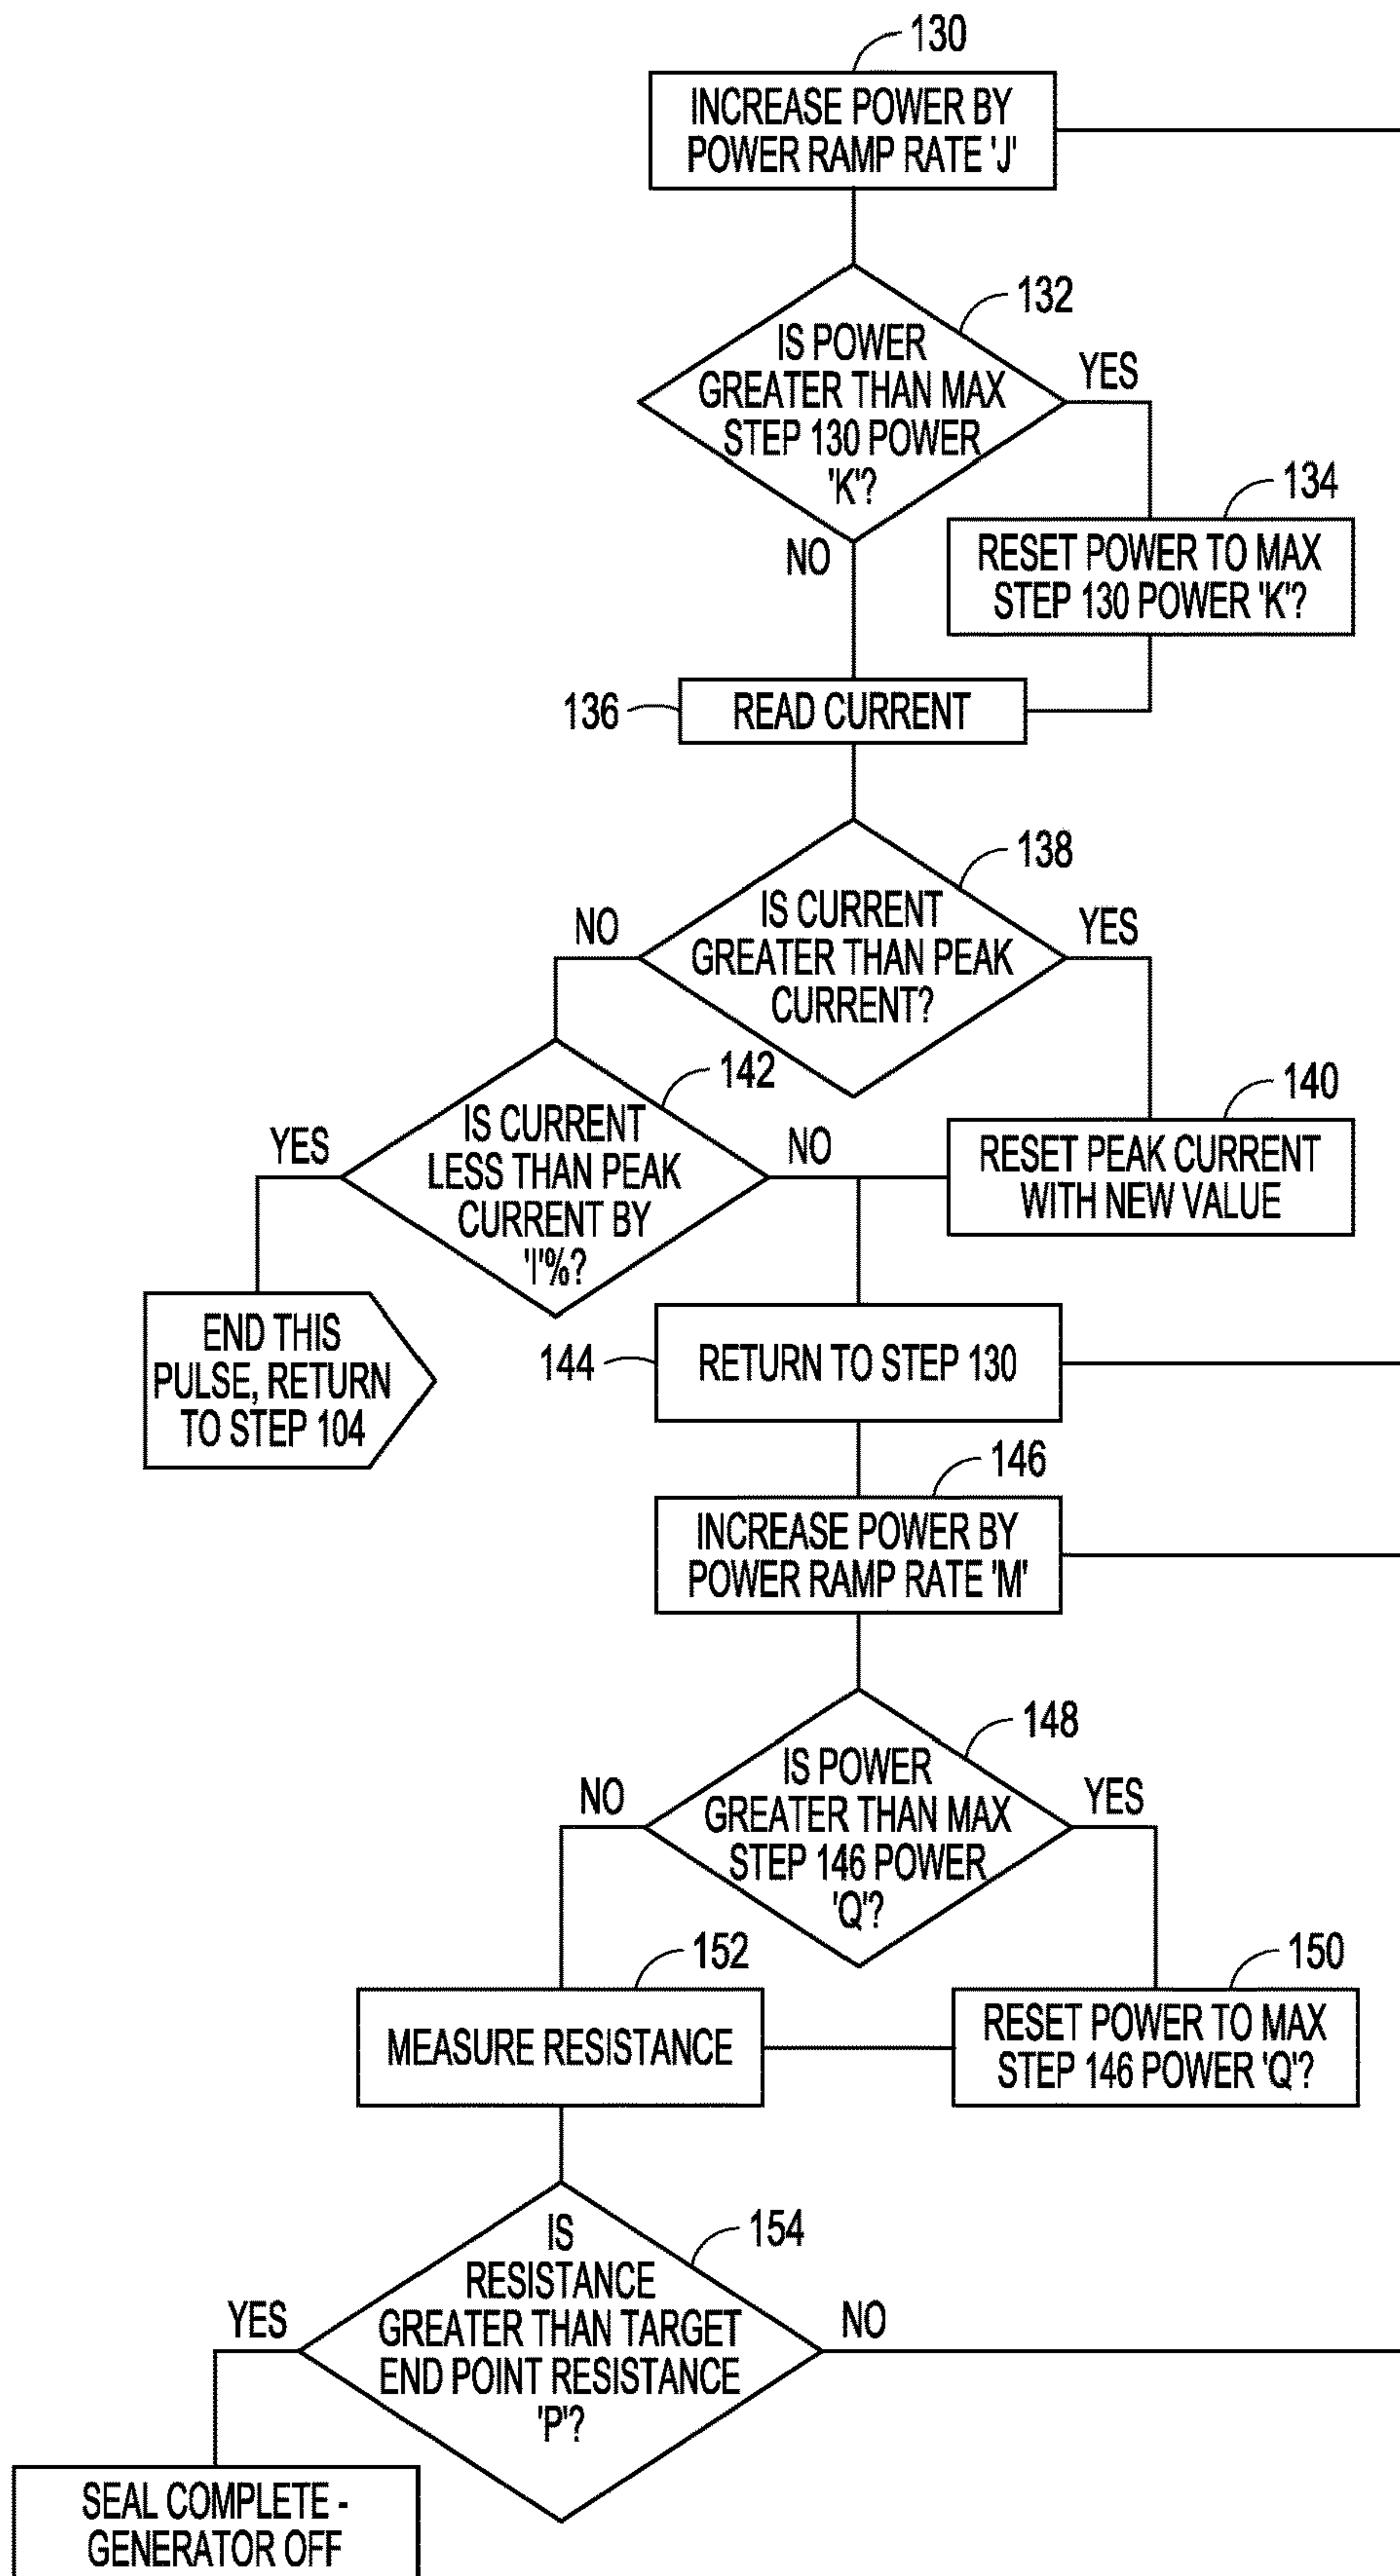 130
INCREASE POWER BY
POWER RAMP RATE 'J'
132
IS POWER
GREATER THAN MAX
STEP 130 POWER
'K'?
YES
NO
134
RESET POWER TO MAX
STEP 130 POWER 'K'?
136
READ CURRENT
138
IS CURRENT
GREATER THAN PEAK
CURRENT?
NO
YES
142
IS CURRENT
LESS THAN PEAK
CURRENT BY
'I'%?
YES
NO
140
RESET PEAK CURRENT
WITH NEW VALUE
END THIS
PULSE, RETURN
TO STEP 104
144
RETURN TO STEP 130
146
INCREASE POWER BY
POWER RAMP RATE 'M'
148
IS POWER
GREATER THAN MAX
STEP 146 POWER
'Q'?
NO
YES
152
MEASURE RESISTANCE
150
RESET POWER TO MAX
STEP 146 POWER 'Q'?
154
IS
RESISTANCE
GREATER THAN TARGET
END POINT RESISTANCE
'P'?
YES
NO
SEAL COMPLETE -
GENERATOR OFF